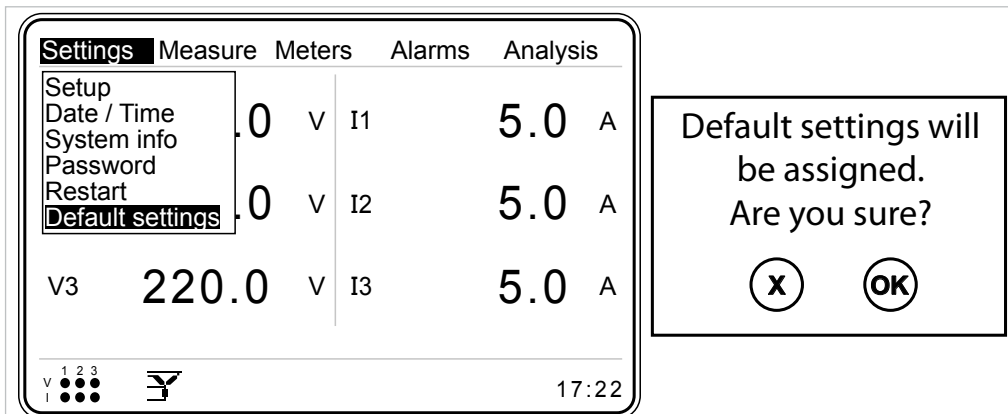 Settings Measure Meters Alarms Analysis
Setup
Date / Time
System info
Password
Restart
Default settings
.0 V I1 5.0 A
.0 V I2 5.0 A
V3 220.0 V I3 5.0 A
1 2 3
V
I
17:22
Default settings will
be assigned.
Are you sure?
X OK